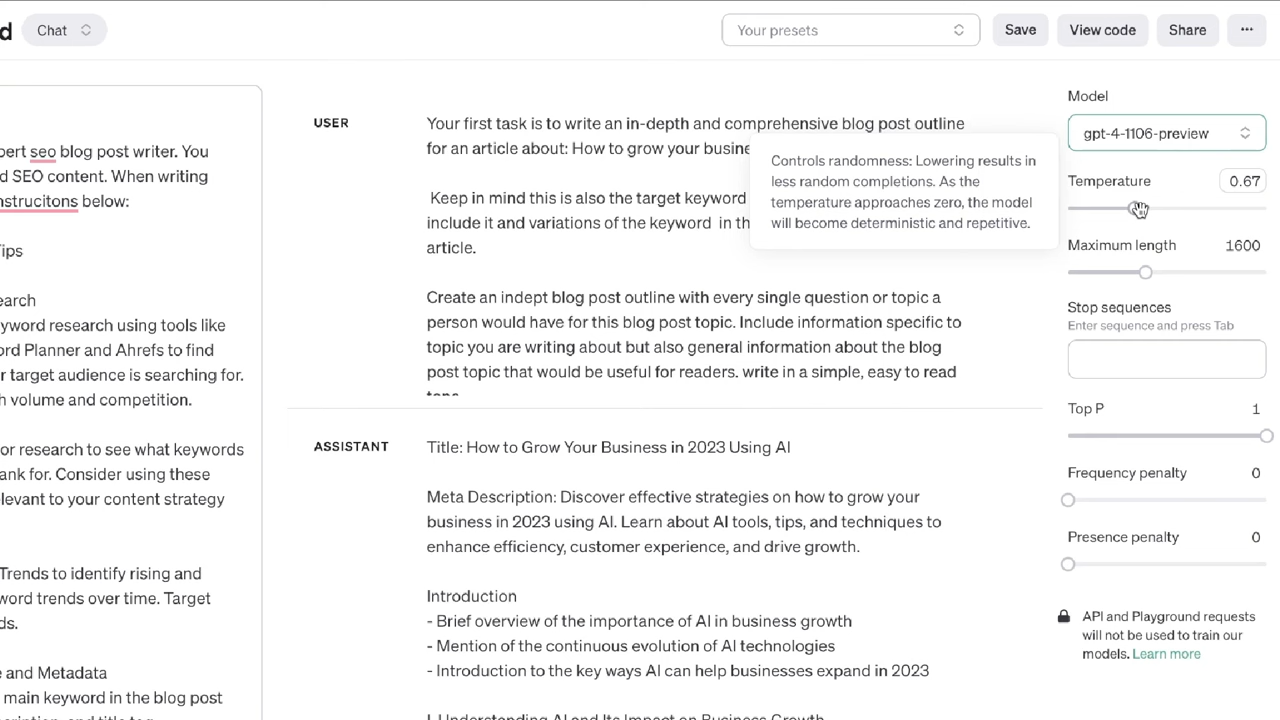 d
Chat
Your presets
Save
View code
Share
...
pert seo blog post writer. You
d SEO content. When writing
nstrucitons below:
Tips
earch
eyword research using tools like
ord Planner and Ahrefs to find
r target audience is searching for.
h volume and competition.
or research to see what keywords
ank for. Consider using these
elevant to your content strategy
Trends to identify rising and
word trends over time. Target
ds.
e and Metadata
main keyword in the blog post
USER
Your first task is to write an in-depth and comprehensive blog post outline
for an article about: How to grow your busine
Keep in mind this is also the target keyword
include it and variations of the keyword in th
article.
Create an indept blog post outline with every single question or topic a
person would have for this blog post topic. Include information specific to
topic you are writing about but also general information about the blog
post topic that would be useful for readers. write in a simple, easy to read
Controls randomness: Lowering results in
less random completions. As the
temperature approaches zero, the model
will become deterministic and repetitive.
ASSISTANT
Title: How to Grow Your Business in 2023 Using AI
Meta Description: Discover effective strategies on how to grow your
business in 2023 using AI. Learn about AI tools, tips, and techniques to
enhance efficiency, customer experience, and drive growth.
Introduction
- Brief overview of the importance of AI in business growth
- Mention of the continuous evolution of AI technologies
- Introduction to the key ways AI can help businesses expand in 2023
I. Understanding AI and Its Impact on Business Growth
Model
gpt-4-1106-preview
Temperature 0.67
Maximum length 1600
Stop sequences
Enter sequence and press Tab
Top P 1
Frequency penalty 0
Presence penalty 0
API and Playground requests
will not be used to train our
models. Learn more